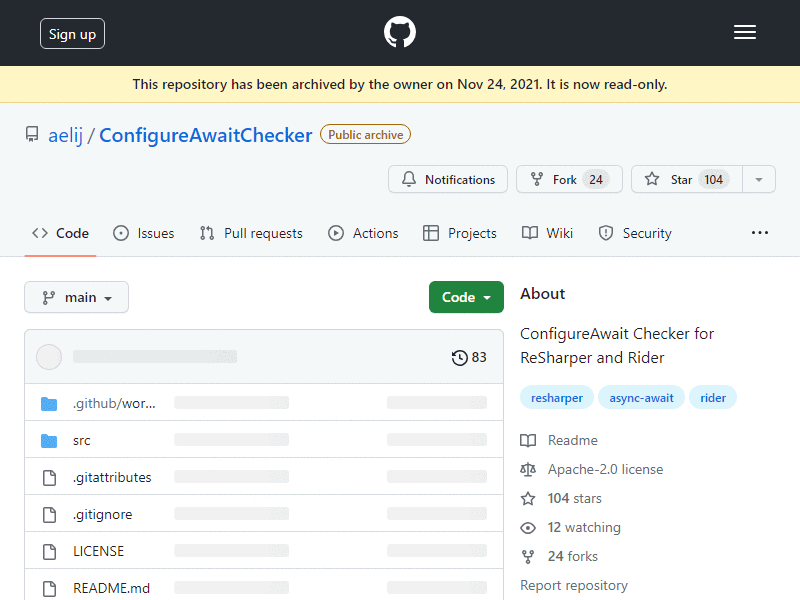 Sign up
This repository has been archived by the owner on Nov 24, 2021. It is now read-only.
aelij / ConfigureAwaitChecker Public archive
Notifications Fork 24 Star 104
Code Issues Pull requests Actions Projects Wiki Security
main Code
83
.github/wor...
src
.gitattributes
.gitignore
LICENSE
README.md
About
ConfigureAwait Checker for
ReSharper and Rider
resharper async-await rider
Readme
Apache-2.0 license
104 stars
12 watching
24 forks
Report repository